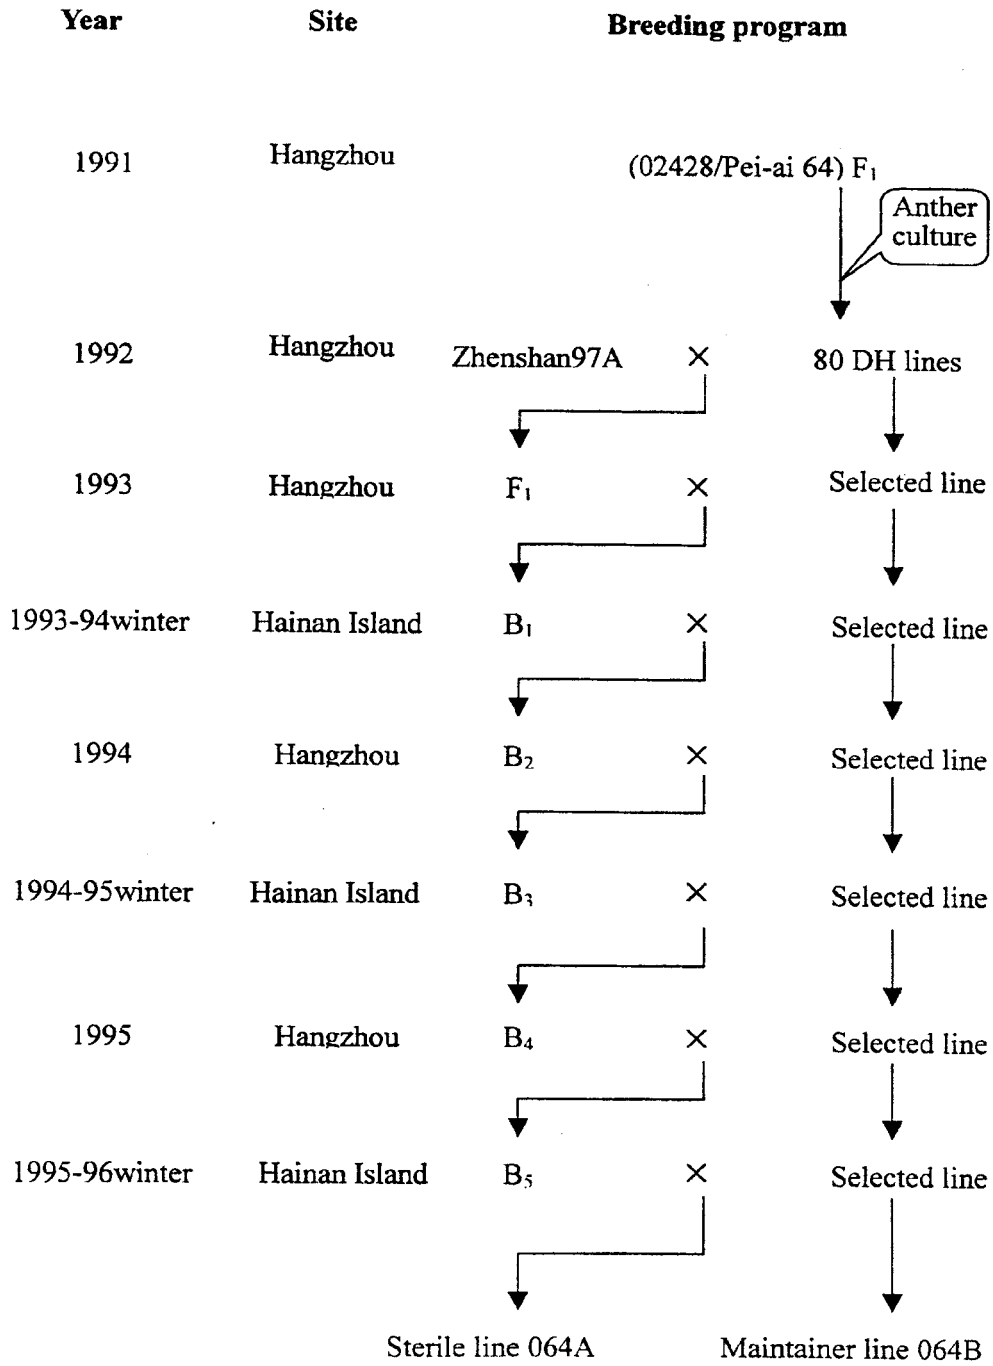 Year Site Breeding program
1991 Hangzhou (02428/Pei-ai 64) F₁
Anther
culture
1992 Hangzhou Zhenshan97A × 80 DH lines
1993 Hangzhou F₁ × Selected line
1993-94winter Hainan Island B₁ × Selected line
1994 Hangzhou B₂ × Selected line
1994-95winter Hainan Island B₃ × Selected line
1995 Hangzhou B₄ × Selected line
1995-96winter Hainan Island B₅ × Selected line
Sterile line 064A Maintainer line 064B